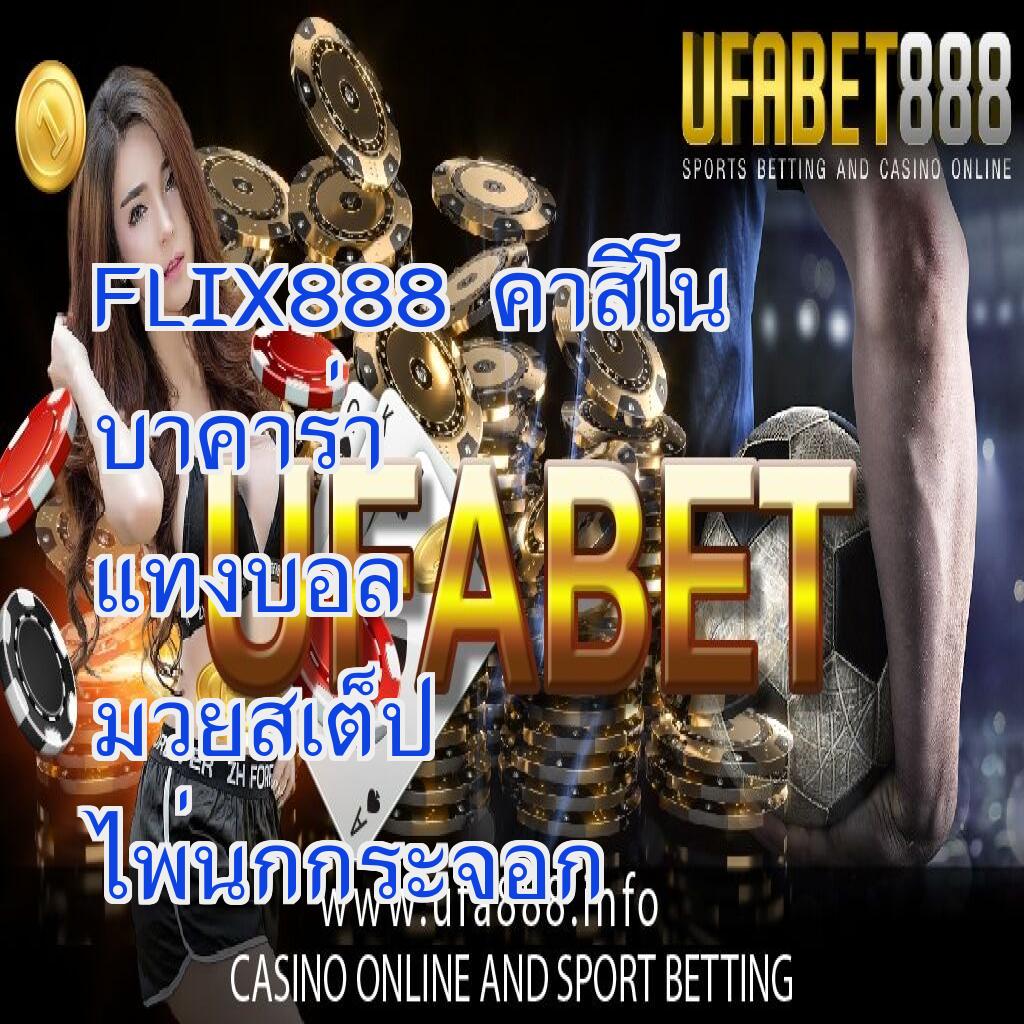 UFABET888
SPORTS BETTING AND CASINO ONLINE
FLIX888 คาสิโน
บาคาร่า
แทงบอล
UFABET
มวยสเต็ป
ไพ่นกกระจอก
www.ufa888.info
CASINO ONLINE AND SPORT BETTING